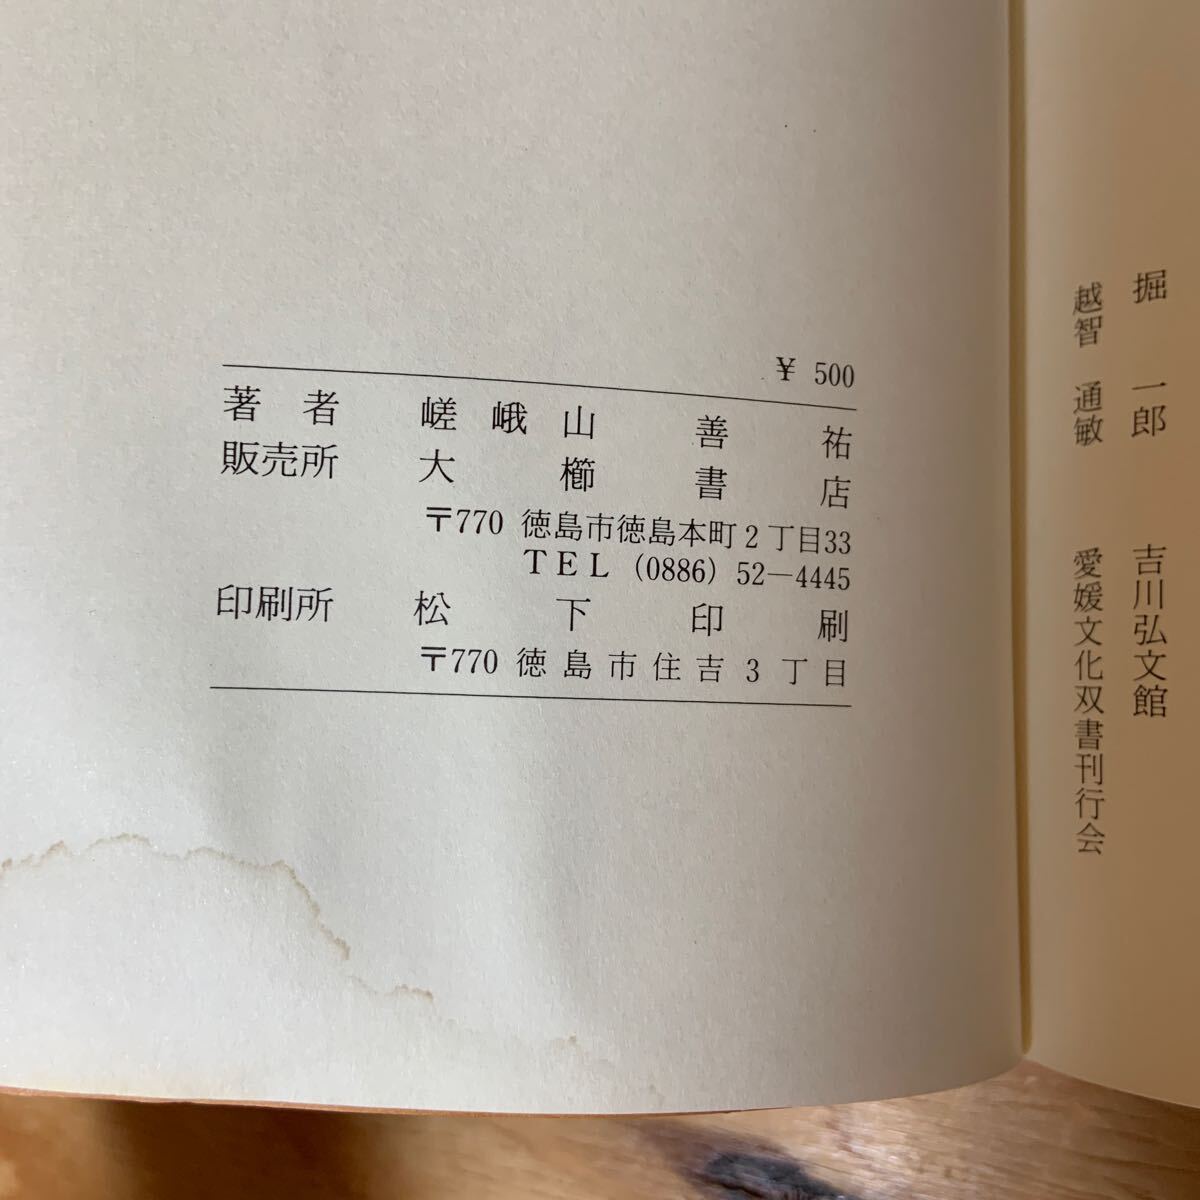 掘 一郎 吉川弘文館
越智 通敏 愛媛文化双書刊行会
¥ 500
著者 嵯峨山 善祐
販売所 大櫛書店
〒770 徳島市徳島本町2丁目33
TEL (0886) 52—4445
印刷所 松下印刷
〒770 徳島市住吉3丁目